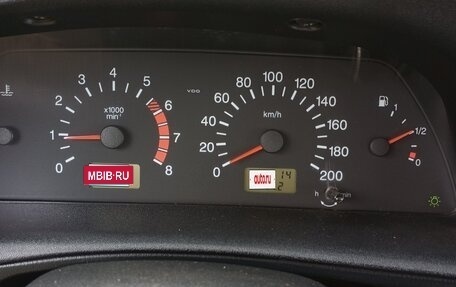 0 1 2 3 4 5 6 7 8
x1000
min⁻¹
VDO
MBIB.RU
0 20 40 60 80 100 120 140 160 180 200
km/h
auto.ru
14
2
h
min
1
1/2
0